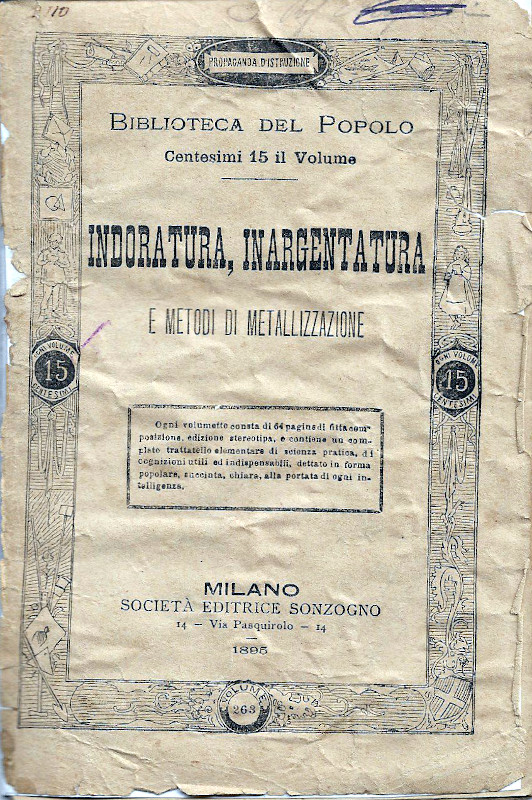 PROPAGANDA D'ISTRUZIONE
BIBLIOTECA DEL POPOLO
Centesimi 15 il Volume
INDORATURA, INARGENTATURA
E METODI DI METALLIZZAZIONE
OGNI VOLUME
15
CENTESIMI
OGNI VOLUME
15
CENTESIMI
Ogni volumetto consta di 64 pagine di fitta com-
posizione, edizione stereotipa, e contiene un com-
pleto trattatello elementare di scienza pratica, di
cognizioni utili ed indispensabili, dettato in forma
popolare, succinta, chiara, alla portata di ogni in-
telligenza.
MILANO
SOCIETÀ EDITRICE SONZOGNO
14 — Via Pasquirolo — 14
1895
VOLUME
263